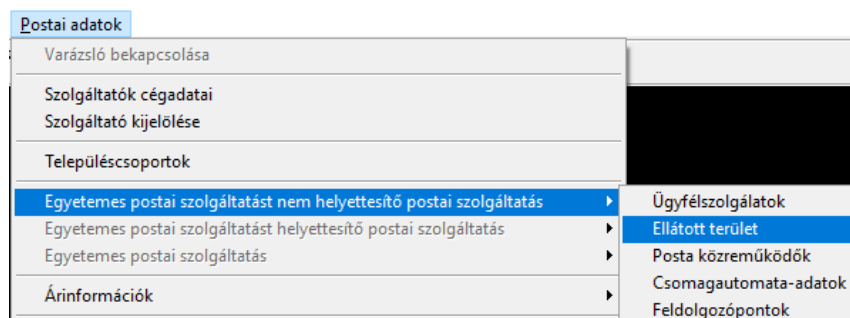 Postai adatok
Varázsló bekapcsolása
Szolgáltatók cégadatai
Szolgáltató kijelölése
Településcsoportok
Egyetemes postai szolgáltatást nem helyettesítő postai szolgáltatás
Egyetemes postai szolgáltatást helyettesítő postai szolgáltatás
Egyetemes postai szolgáltatás
Árinformációk
Ügyfélszolgálatok
Ellátott terület
Posta közreműködők
Csomagautomata-adatok
Feldolgozópontok